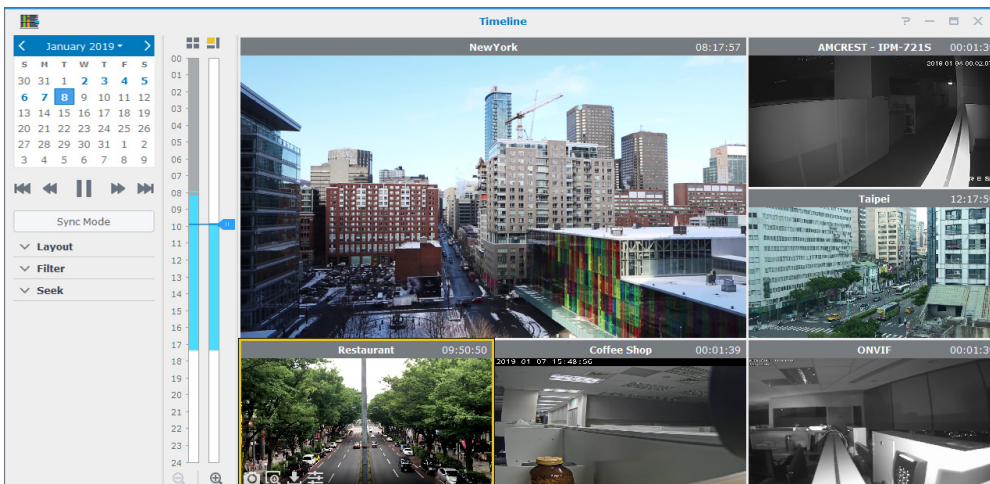 Timeline
January 2019
S M T W T F S
30 31 1 2 3 4 5
6 7 8 9 10 11 12
13 14 15 16 17 18 19
20 21 22 23 24 25 26
27 28 29 30 31 1 2
3 4 5 6 7 8 9
Sync Mode
Layout
Filter
Seek
00
01
02
03
04
05
06
07
08
09
10
11
12
13
14
15
16
17
18
19
20
21
22
23
24
NewYork 08:17:57
AMCREST - IPM-721S 00:01:39
Taipei 12:17:59
Restaurant 09:50:50
Coffee Shop 00:01:39
2019 01 07 15:48:56
ONVIF 00:01:39